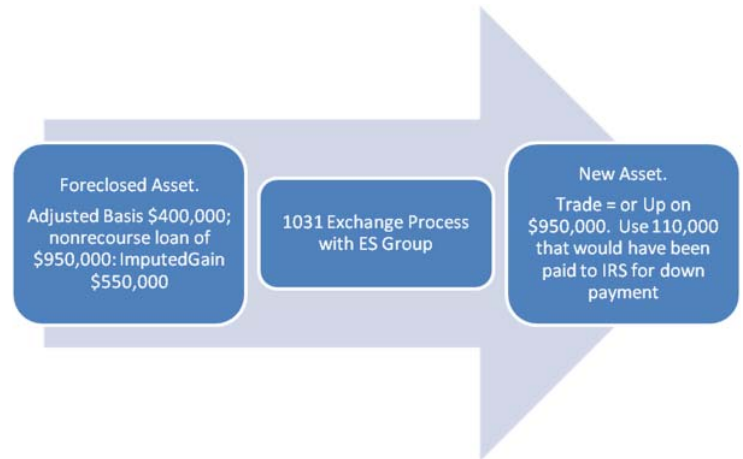 Foreclosed Asset.
Adjusted Basis $400,000;
nonrecourse loan of
$950,000: ImputedGain
$550,000
1031 Exchange Process
with ES Group
New Asset.
Trade = or Up on
$950,000. Use 110,000
that would have been
paid to IRS for down
payment